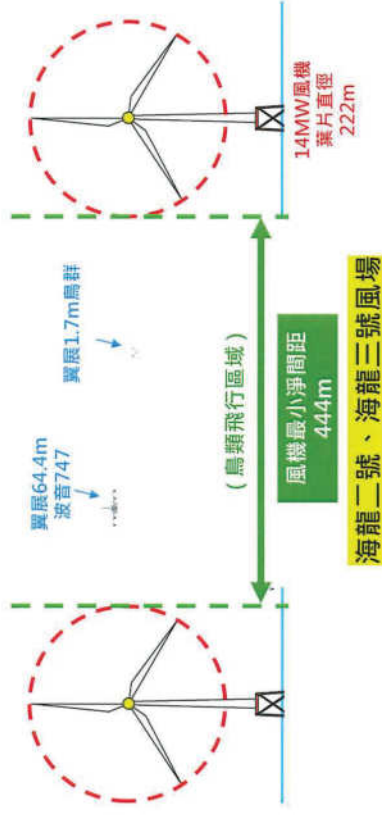 翼展64.4m
波音747
翼展1.7m鳥群
(鳥類飛行區域)
風機最小淨間距
444m
14MW風機
葉片直徑
222m
海龍二號、海龍三號風場